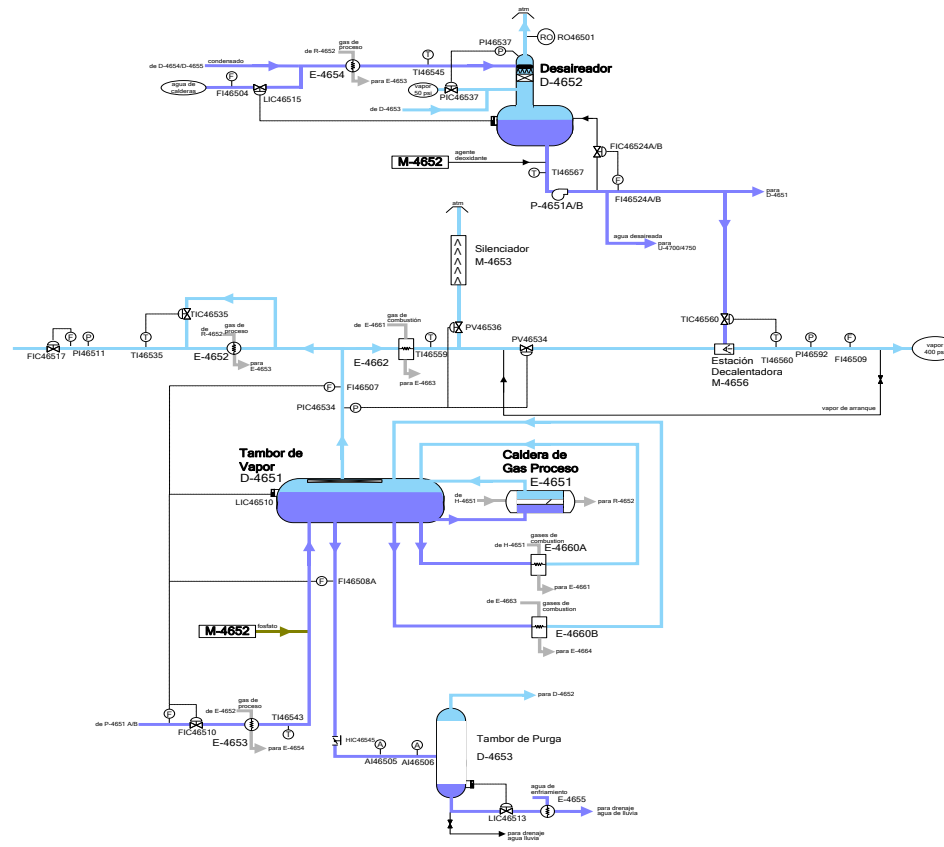 atm
RO
RO46501
PI46537
P
gas de
proceso
de R-4652
condensado
de D-4654/D-4655
E-4654
para E-4653
T
TI46545
Desaireador
D-4652
agua de
calderas
F
FI46504
LIC46515
vapor
50 psi
PIC46537
de D-4653
M-4652
agente
deoxidante
T
TI46567
FIC46524A/B
F
FI46524A/B
P-4651A/B
para
D-4651
agua desaireada
para
U-4700/4750
atm
Silenciador
M-4653
PV46536
TIC46535
de
R-4652
gas de
proceso
E-4652
para
E-4653
FIC46517
F
P
PI46511
T
TI46535
de E-4661
gas de
combustión
E-4662
para E-4663
T
TI46559
PV46534
TIC46560
Estación
Decalentadora
M-4656
T
TI46560
P
PI46592
F
FI46509
vapor
400 psi
vapor de arranque
F
FI46507
PIC46534
P
Tambor de
Vapor
D-4651
LIC46510
Caldera de
Gas Proceso
E-4651
de
H-4651
para R-4652
gases de
combustion
de H-4651
E-4660A
para E-4661
de E-4663
gases de
combustion
E-4660B
para E-4664
F
FI46508A
M-4652
fosfato
de P-4651 A/B
F
FIC46510
gas de
proceso
de E-4652
E-4653
para E-4654
TI46543
T
HIC46545
A
AI46505
A
AI46506
para D-4652
Tambor de Purga
D-4653
LIC46513
agua de
enfriamiento
E-4655
para drenaje
agua de lluvia
para drenaje
agua lluvia